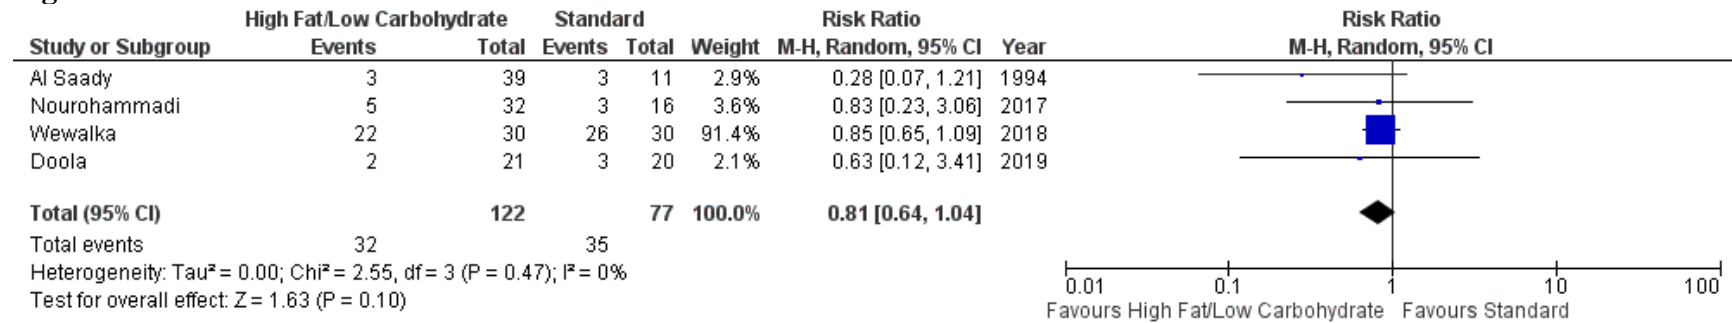 High Fat/Low Carbohydrate Standard Risk Ratio Risk Ratio
Study or Subgroup Events Total Events Total Weight M-H, Random, 95% CI Year M-H, Random, 95% CI
Al Saady 3 39 3 11 2.9% 0.28 [0.07, 1.21] 1994
Nourohammadi 5 32 3 16 3.6% 0.83 [0.23, 3.06] 2017
Wewalka 22 30 26 30 91.4% 0.85 [0.65, 1.09] 2018
Doola 2 21 3 20 2.1% 0.63 [0.12, 3.41] 2019
Total (95% CI) 122 77 100.0% 0.81 [0.64, 1.04]
Total events 32 35
Heterogeneity: Tau² = 0.00; Chi² = 2.55, df = 3 (P = 0.47); I² = 0%
Test for overall effect: Z = 1.63 (P = 0.10)
0.01 0.1 1 10 100
Favours High Fat/Low Carbohydrate Favours Standard